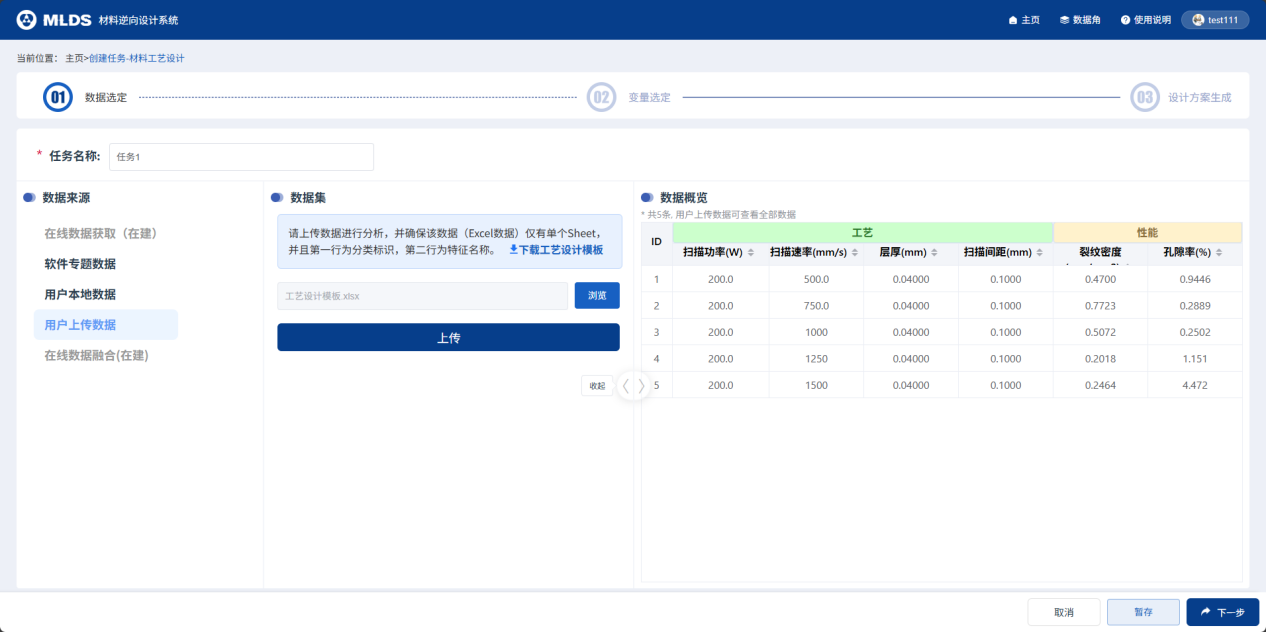 MLDS 材料逆向设计系统
主页 数据角 使用说明 test111
当前位置： 主页>创建任务-材料工艺设计
01 数据选定 02 变量选定 03 设计方案生成
* 任务名称: 任务1
数据来源
在线数据获取（在建）
软件专题数据
用户本地数据
用户上传数据
在线数据融合(在建)
数据集
请上传数据进行分析，并确保该数据（Excel数据）仅有单个Sheet，
并且第一行为分类标识，第二行为特征名称。 下载工艺设计模板
工艺设计模板.xlsx 浏览
上传
收起
数据概览
* 共5条, 用户上传数据可查看全部数据
ID 工艺 性能
扫描功率(W) 扫描速率(mm/s) 层厚(mm) 扫描间距(mm) 裂纹密度 孔隙率(%)
1 200.0 500.0 0.04000 0.1000 0.4700 0.9446
2 200.0 750.0 0.04000 0.1000 0.7723 0.2889
3 200.0 1000 0.04000 0.1000 0.5072 0.2502
4 200.0 1250 0.04000 0.1000 0.2018 1.151
5 200.0 1500 0.04000 0.1000 0.2464 4.472
取消 暂存 下一步